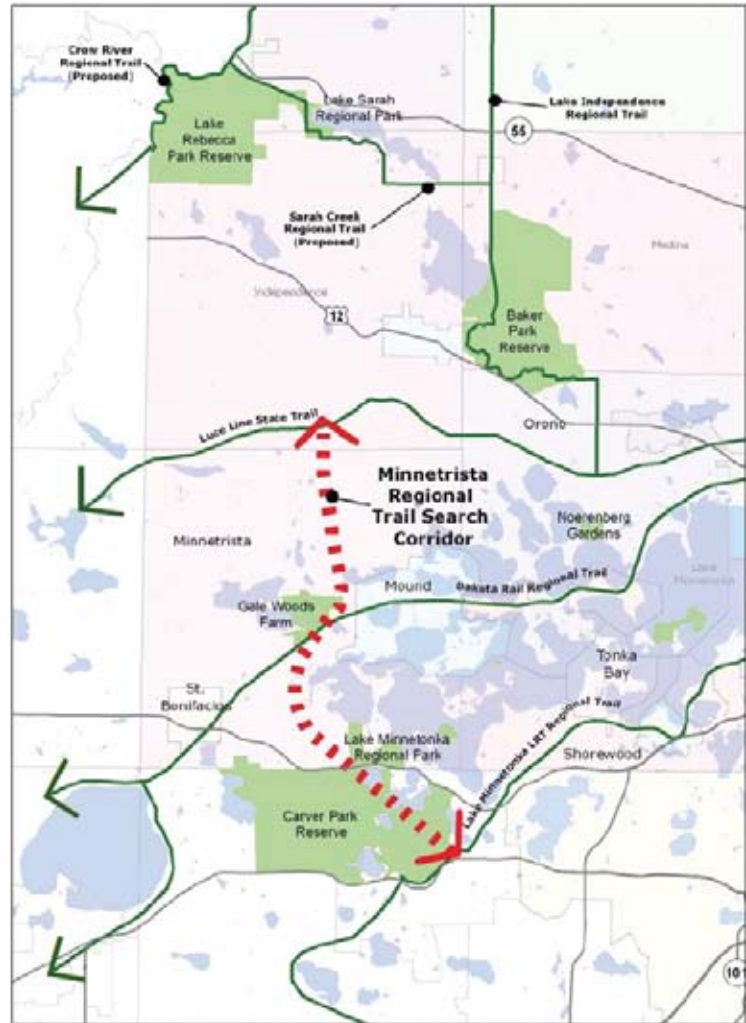 Crow River
Regional Trail
(Proposed)
Lake Sarah
Regional Park
Lake Independence
Regional Trail
55
Lake
Rebecca
Park Reserve
Sarah Creek
Regional Trail
(Proposed)
Medina
Independence
12
Baker
Park
Reserve
Luce Line State Trail
Orono
Minnetrista
Regional
Trail Search
Corridor
Noerenberg
Gardens
Minnetrista
Lake
Minnetonka
Mound
Dakota Rail Regional Trail
Gale Woods
Farm
Tonka
Bay
St.
Bonifacius
Lake Minnetonka LRT Regional Trail
Lake Minnetonka
Regional Park
Shorewood
Carver Park
Reserve
101